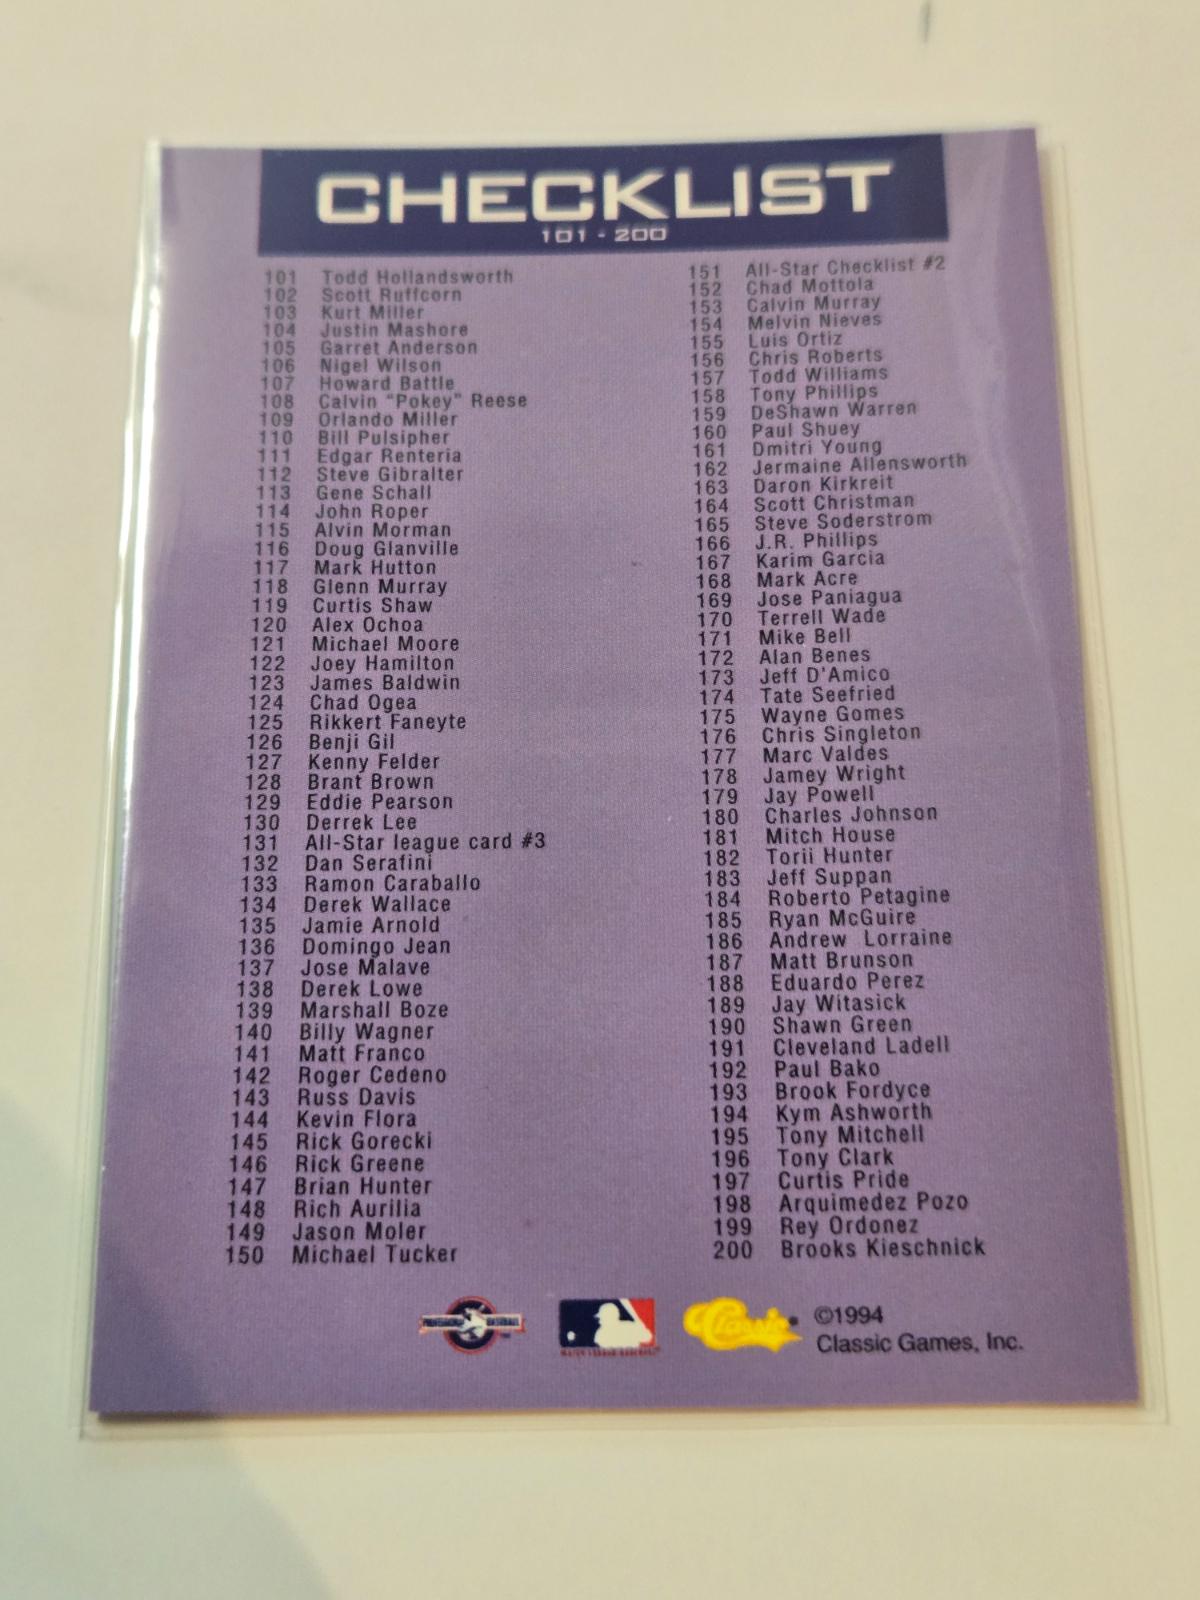 CHECKLIST
101 - 200
101 Todd Hollandsworth
102 Scott Ruffcorn
103 Kurt Miller
104 Justin Mashore
105 Garret Anderson
106 Nigel Wilson
107 Howard Battle
108 Calvin "Pokey" Reese
109 Orlando Miller
110 Bill Pulsipher
111 Edgar Renteria
112 Steve Gibralter
113 Gene Schall
114 John Roper
115 Alvin Morman
116 Doug Glanville
117 Mark Hutton
118 Glenn Murray
119 Curtis Shaw
120 Alex Ochoa
121 Michael Moore
122 Joey Hamilton
123 James Baldwin
124 Chad Ogea
125 Rikkert Faneyte
126 Benji Gil
127 Kenny Felder
128 Brant Brown
129 Eddie Pearson
130 Derrek Lee
131 All-Star league card #3
132 Dan Serafini
133 Ramon Caraballo
134 Derek Wallace
135 Jamie Arnold
136 Domingo Jean
137 Jose Malave
138 Derek Lowe
139 Marshall Boze
140 Billy Wagner
141 Matt Franco
142 Roger Cedeno
143 Russ Davis
144 Kevin Flora
145 Rick Gorecki
146 Rick Greene
147 Brian Hunter
148 Rich Aurilia
149 Jason Moler
150 Michael Tucker
151 All-Star Checklist #2
152 Chad Mottola
153 Calvin Murray
154 Melvin Nieves
155 Luis Ortiz
156 Chris Roberts
157 Todd Williams
158 Tony Phillips
159 DeShawn Warren
160 Paul Shuey
161 Dmitri Young
162 Jermaine Allensworth
163 Daron Kirkreit
164 Scott Christman
165 Steve Soderstrom
166 J.R. Phillips
167 Karim Garcia
168 Mark Acre
169 Jose Paniagua
170 Terrell Wade
171 Mike Bell
172 Alan Benes
173 Jeff D'Amico
174 Tate Seefried
175 Wayne Gomes
176 Chris Singleton
177 Marc Valdes
178 Jamey Wright
179 Jay Powell
180 Charles Johnson
181 Mitch House
182 Torii Hunter
183 Jeff Suppan
184 Roberto Petagine
185 Ryan McGuire
186 Andrew Lorraine
187 Matt Brunson
188 Eduardo Perez
189 Jay Witasick
190 Shawn Green
191 Cleveland Ladell
192 Paul Bako
193 Brook Fordyce
194 Kym Ashworth
195 Tony Mitchell
196 Tony Clark
197 Curtis Pride
198 Arquimedez Pozo
199 Rey Ordonez
200 Brooks Kieschnick
PROFESSIONAL BASEBALL
MAJOR LEAGUE BASEBALL
Classic
©1994
Classic Games, Inc.